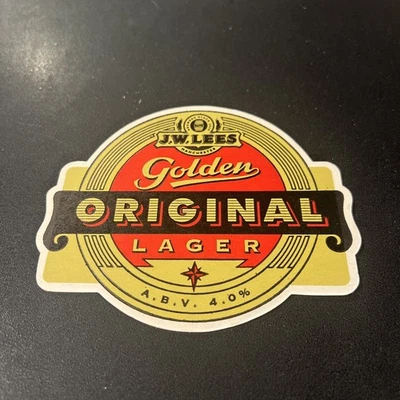 J.W.LEES
Golden
ORIGINAL
LAGER
A.B.V. 4.0%